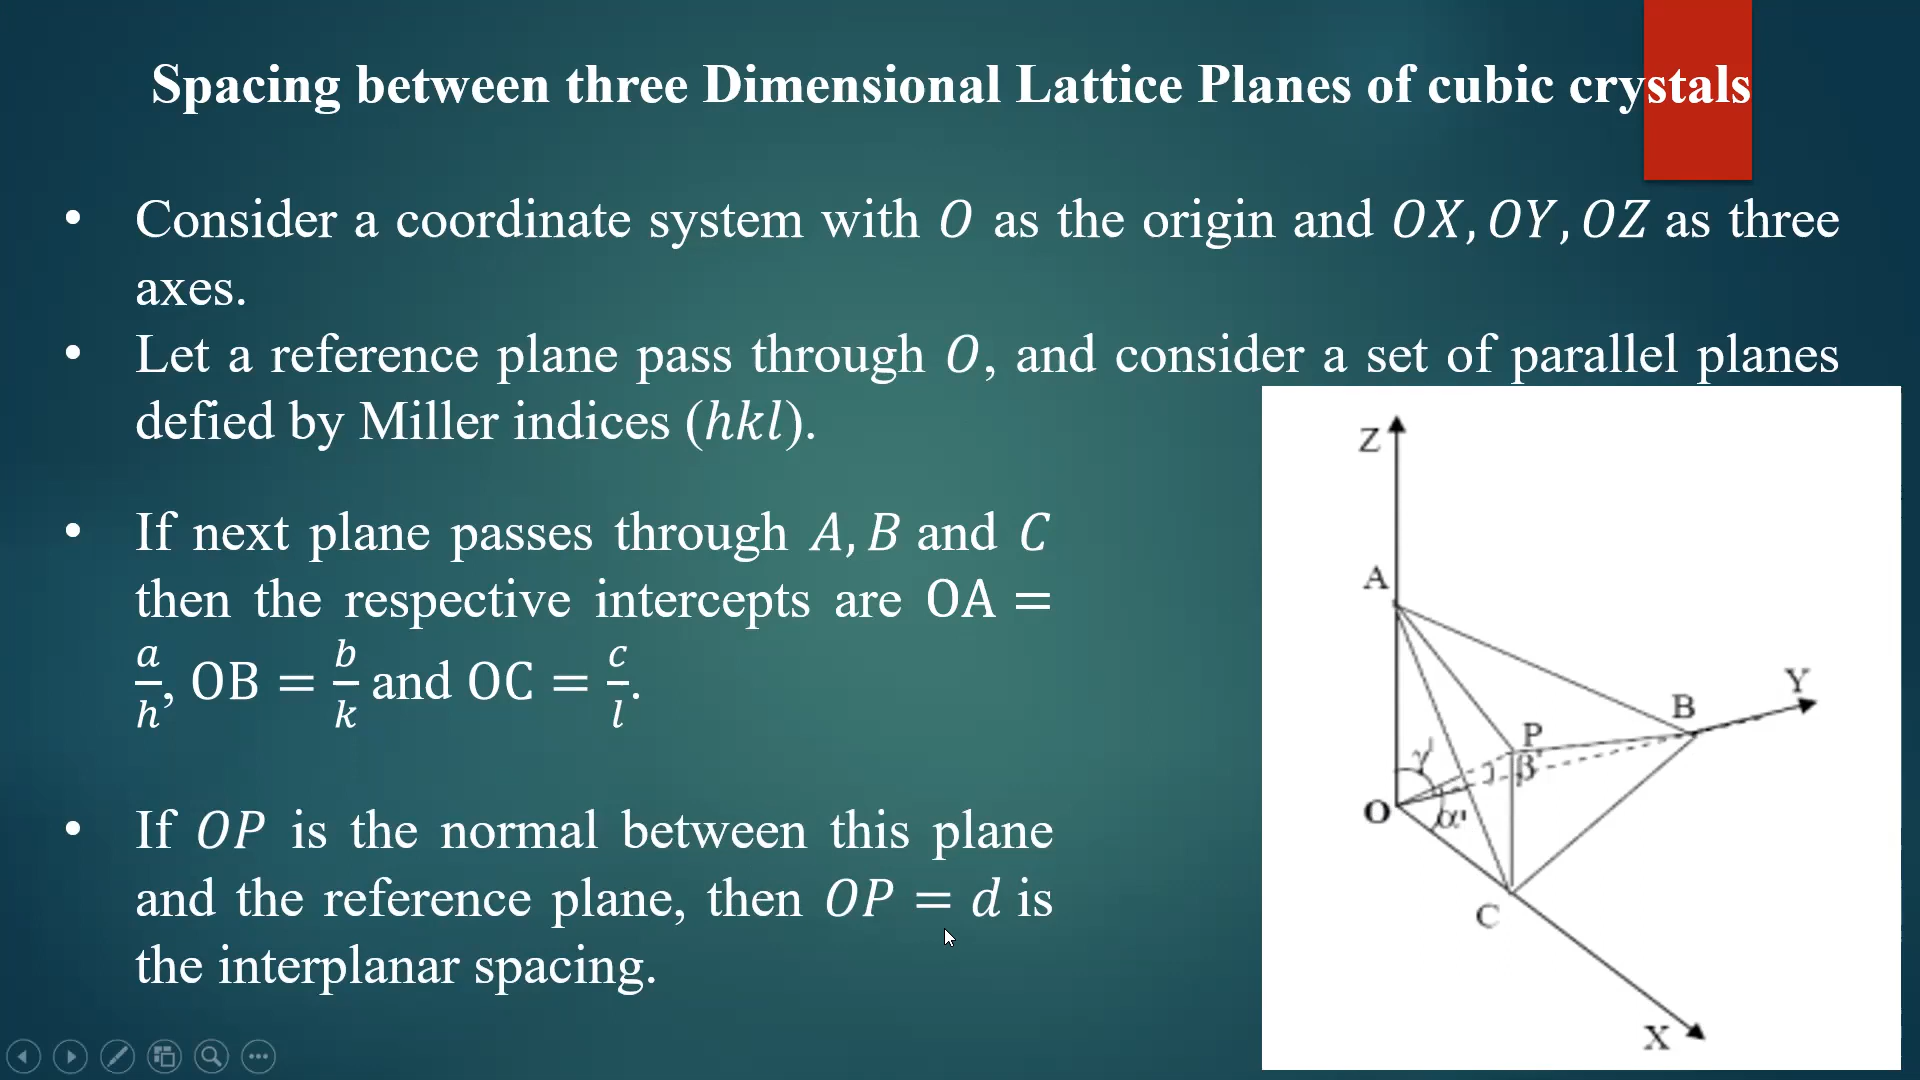 Spacing between three Dimensional Lattice Planes of cubic crystals
• Consider a coordinate system with O as the origin and OX, OY, OZ as three
axes.
• Let a reference plane pass through O, and consider a set of parallel planes
defied by Miller indices (hkl).
• If next plane passes through A, B and C
then the respective intercepts are OA =
a/h, OB = b/k and OC = c/l.
• If OP is the normal between this plane
and the reference plane, then OP = d is
the interplanar spacing.
Z
A
Y
B
P
γ'
β'
O
α'
C
X